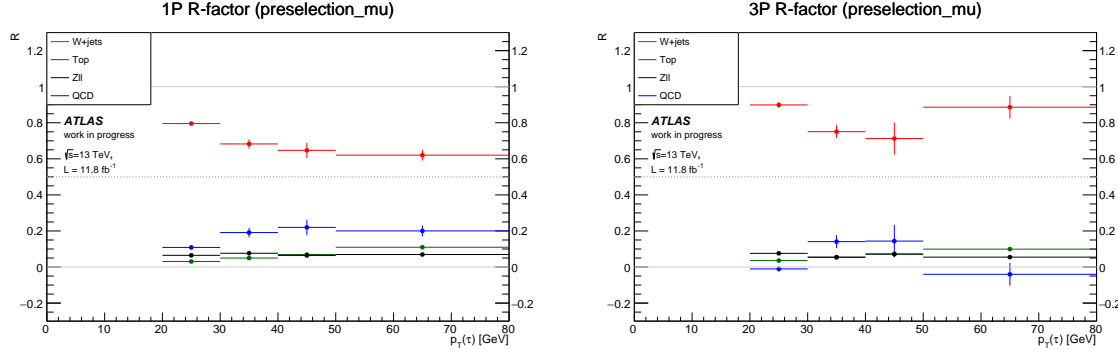 1P R-factor (preselection_mu)
R
W+jets
Top
Zll
QCD
ATLAS
work in progress
√s=13 TeV,
L = 11.8 fb⁻¹
1.2
1
0.8
0.6
0.4
0.2
0
−0.2
1.2
1
0.8
0.6
0.4
0.2
0
−0.2
0 10 20 30 40 50 60 70 80
p_T(τ) [GeV]
3P R-factor (preselection_mu)
R
W+jets
Top
Zll
QCD
ATLAS
work in progress
√s=13 TeV,
L = 11.8 fb⁻¹
1.2
1
0.8
0.6
0.4
0.2
0
−0.2
1.2
1
0.8
0.6
0.4
0.2
0
−0.2
0 10 20 30 40 50 60 70 80
p_T(τ) [GeV]